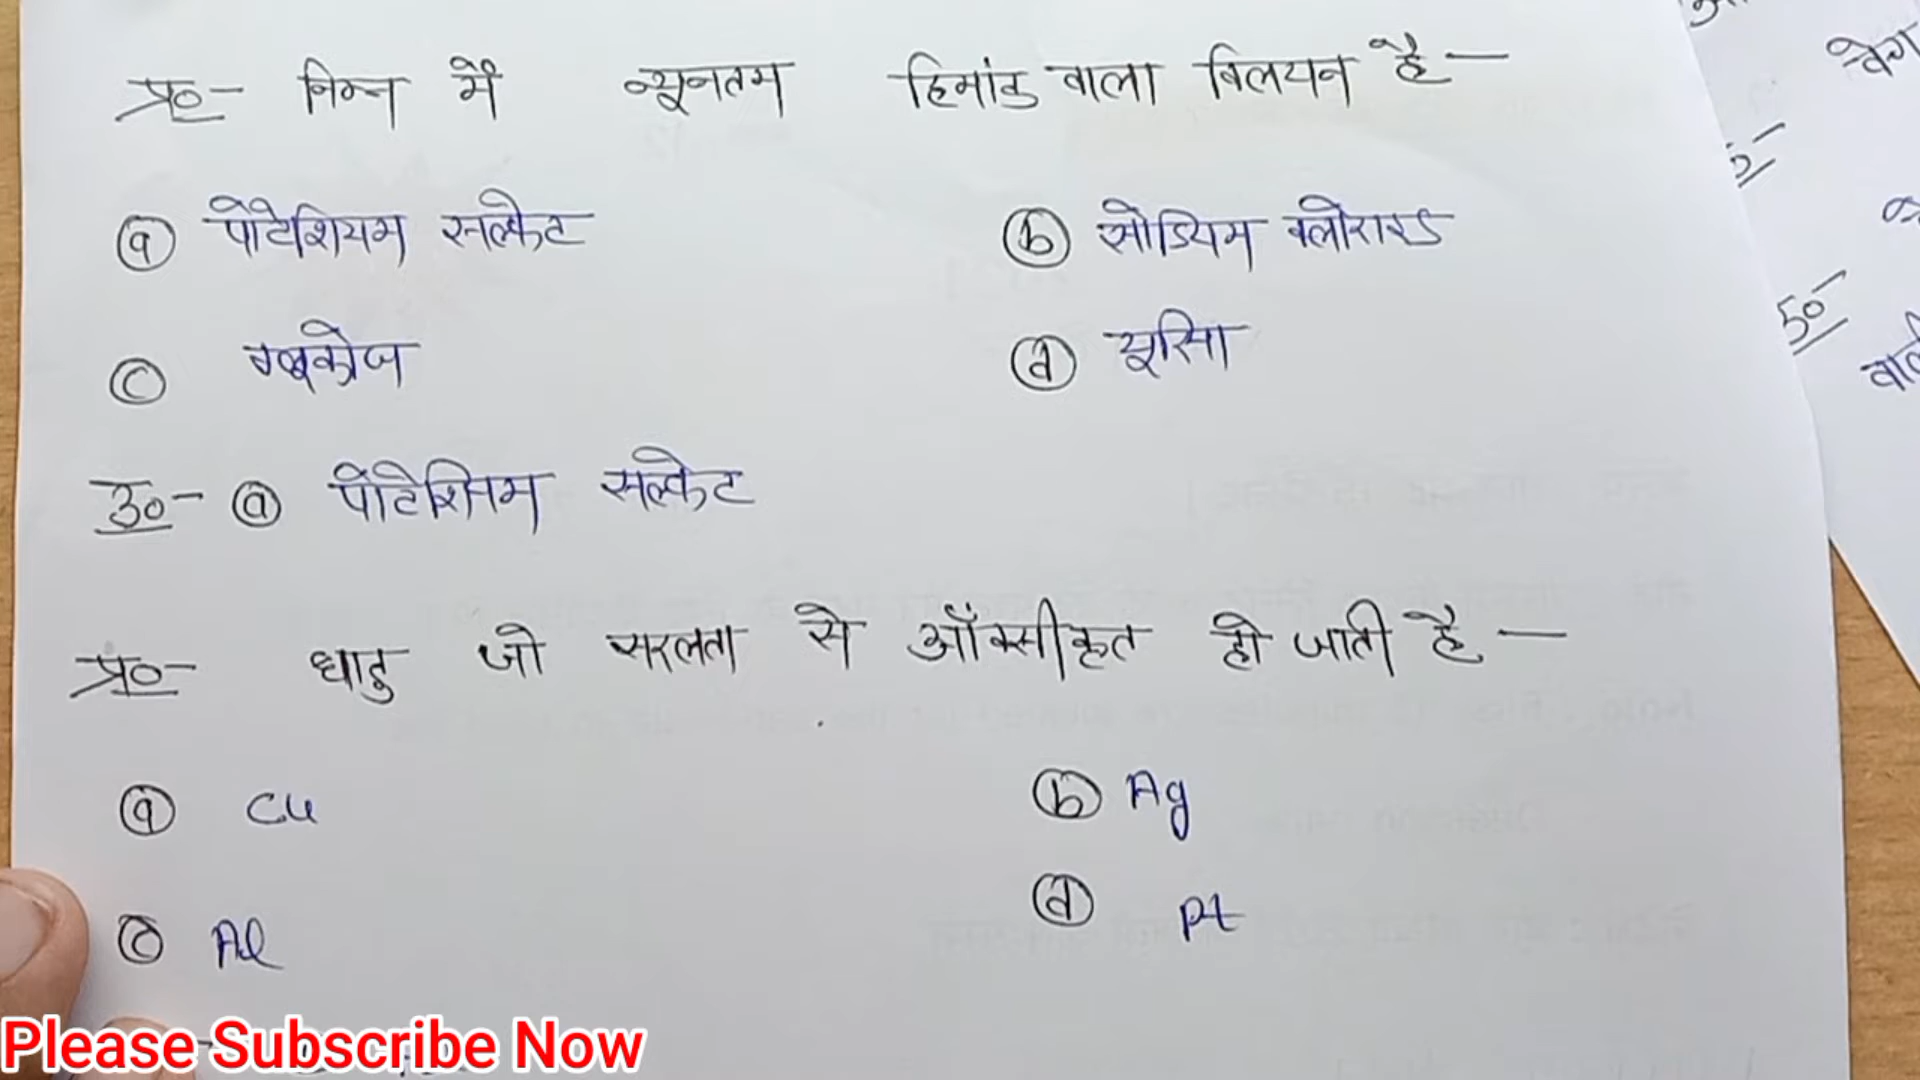 प्र०- निम्न में न्यूनतम हिमांक वाला विलयन है —
(a) पोटेशियम सल्फेट (b) सोडियम क्लोराइड
(c) ग्लूकोज (d) यूरिया
उ०- (a) पोटेशियम सल्फेट
प्र०- धातु जो सरलता से ऑक्सीकृत हो जाती है —
(a) Cu (b) Ag
(c) Al (d) Pt
Please Subscribe Now
50-